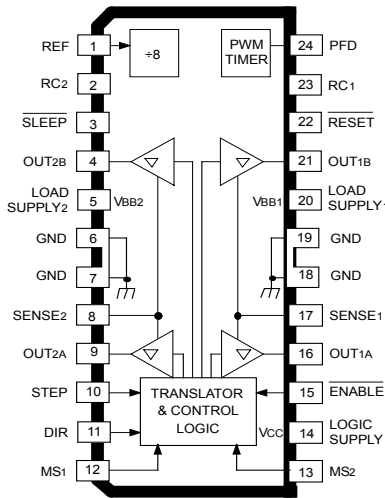 REF 1 ÷8 PWM TIMER 24 PFD
RC2 2 23 RC1
SLEEP 3 22 RESET
OUT2B 4 21 OUT1B
LOAD SUPPLY2 5 VBB2 VBB1 20 LOAD SUPPLY1
GND 6 19 GND
GND 7 18 GND
SENSE2 8 17 SENSE1
OUT2A 9 16 OUT1A
STEP 10 TRANSLATOR & CONTROL LOGIC 15 ENABLE
DIR 11 VCC 14 LOGIC SUPPLY
MS1 12 13 MS2